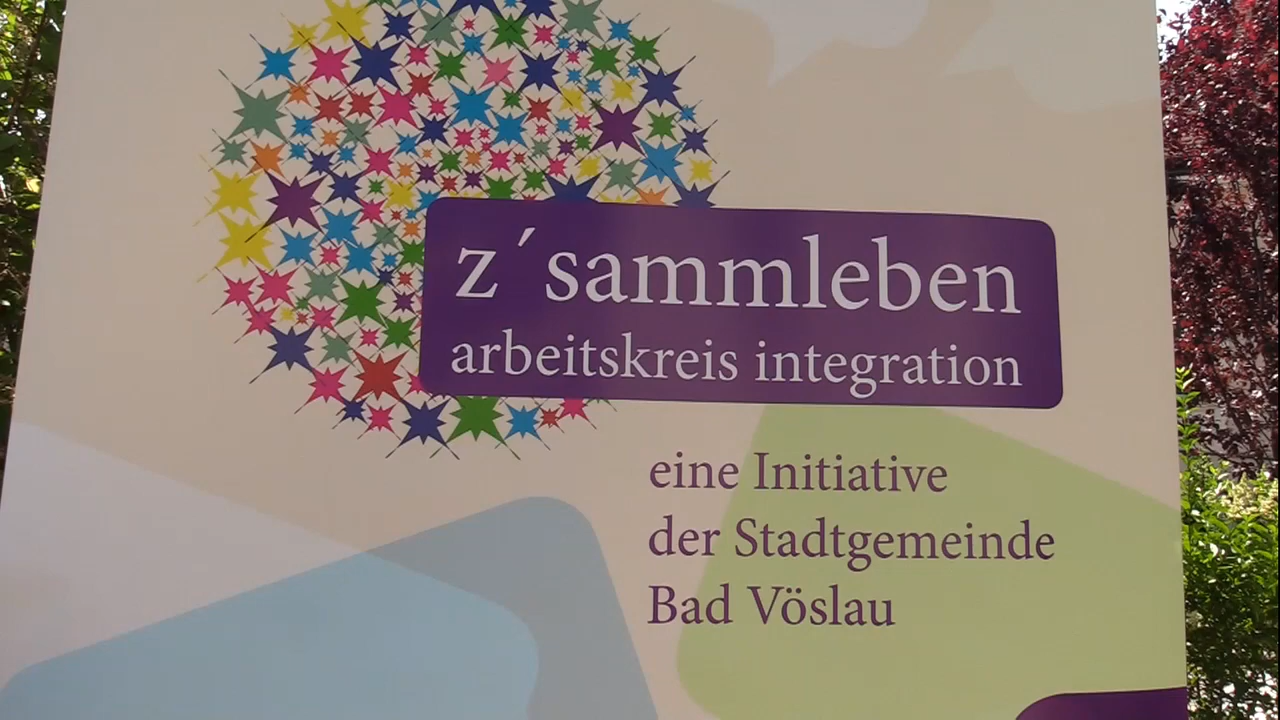 z´sammleben
arbeitskreis integration
eine Initiative
der Stadtgemeinde
Bad Vöslau